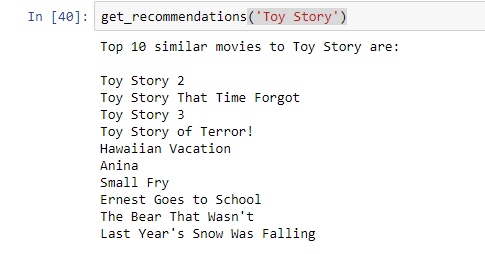 In [40]: get_recommendations('Toy Story')
Top 10 similar movies to Toy Story are:
Toy Story 2
Toy Story That Time Forgot
Toy Story 3
Toy Story of Terror!
Hawaiian Vacation
Anina
Small Fry
Ernest Goes to School
The Bear That Wasn't
Last Year's Snow Was Falling